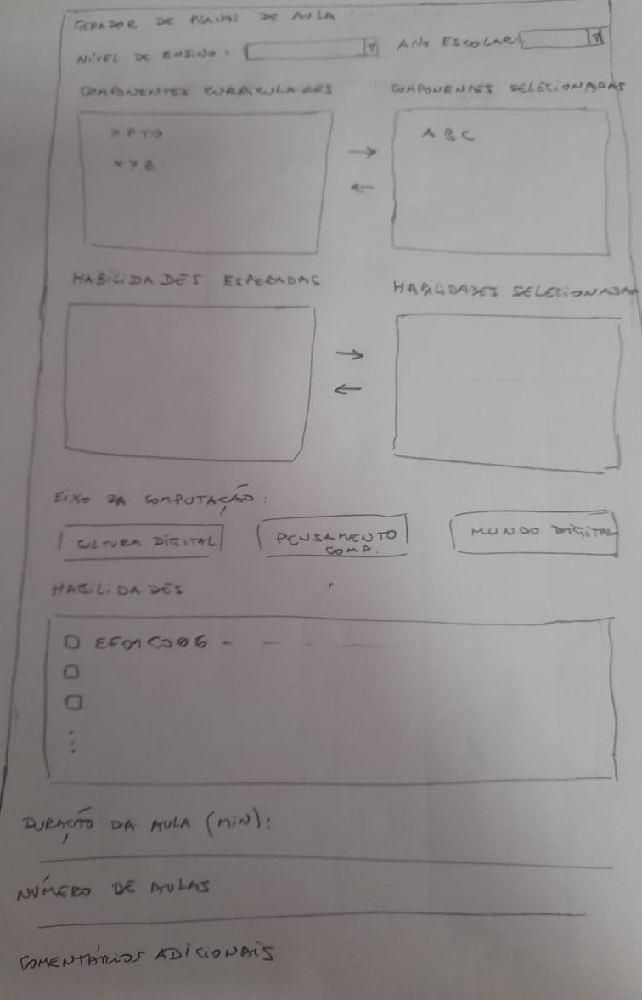 GERADOR DE PLANOS DE AULA
NÍVEL DE ENSINO: ANO ESCOLAR:
COMPONENTES CURRICULARES COMPONENTES SELECIONADAS
XPTO ABC
XYZ
HABILIDADES ESPERADAS HABILIDADES SELECIONADA
EIXO DA COMPUTAÇÃO:
CULTURA DIGITAL PENSAMENTO COMP. MUNDO DIGITAL
HABILIDADES
EF01CO06 -
...
DURAÇÃO DA AULA (MIN):
NÚMERO DE AULAS
COMENTÁRIOS ADICIONAIS